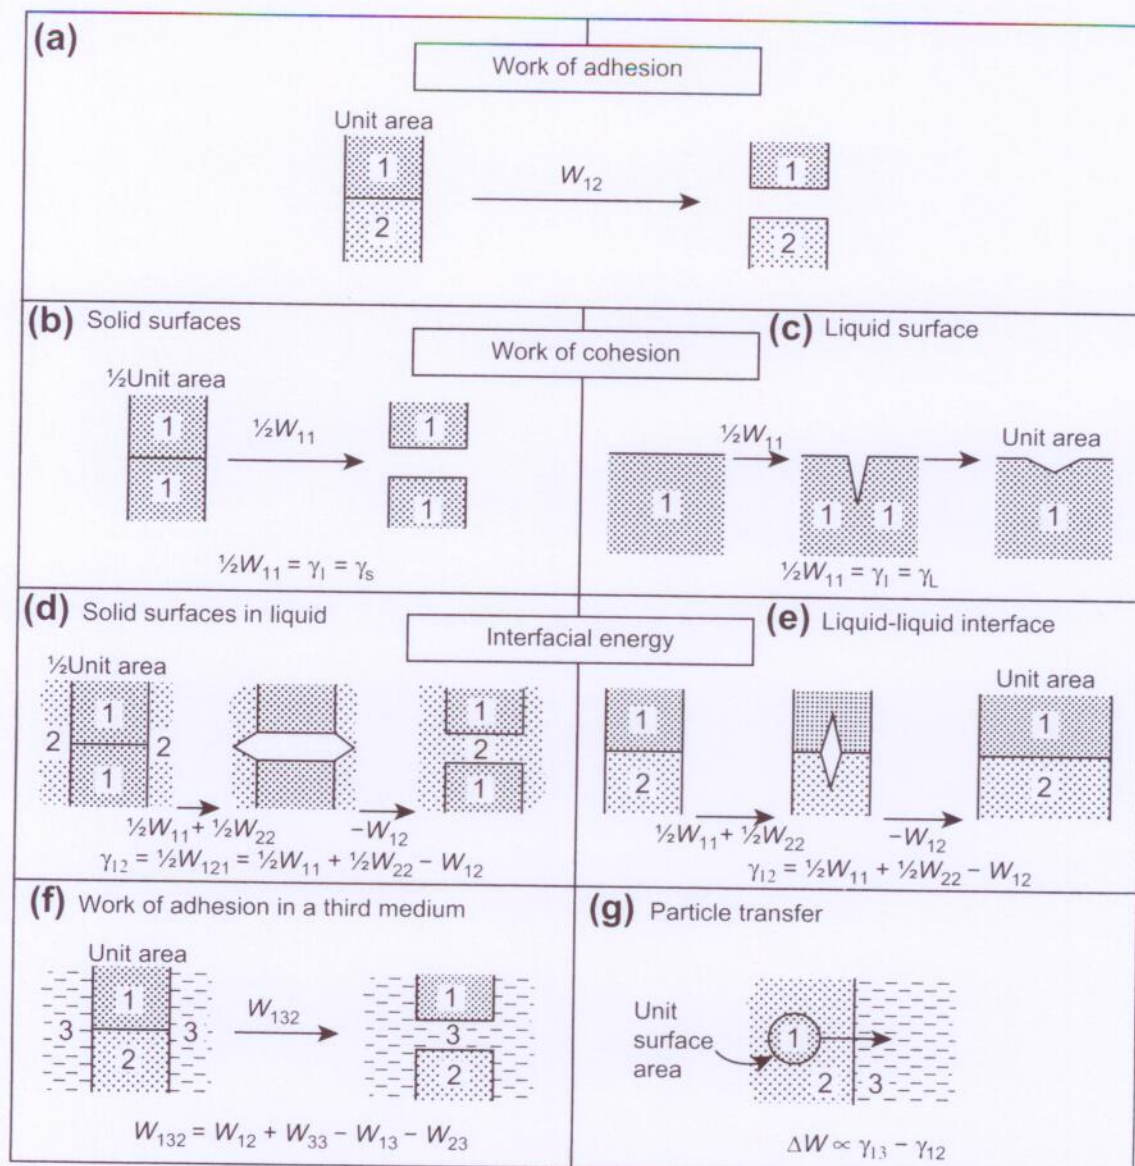 (a)
Work of adhesion
Unit area
1
2
W₁₂
1
2
(b) Solid surfaces
Work of cohesion
(c) Liquid surface
½Unit area
1
1
½W₁₁
1
1
½W₁₁ = γ₁ = γₛ
1
½W₁₁
1 1
Unit area
1
½W₁₁ = γ₁ = γL
(d) Solid surfaces in liquid
Interfacial energy
(e) Liquid-liquid interface
½Unit area
1
2 2
1
½W₁₁ + ½W₂₂
–W₁₂
1
2
1
γ₁₂ = ½W₁₂₁ = ½W₁₁ + ½W₂₂ – W₁₂
1
2
½W₁₁ + ½W₂₂
–W₁₂
Unit area
1
2
γ₁₂ = ½W₁₁ + ½W₂₂ – W₁₂
(f) Work of adhesion in a third medium
Unit area
1
3 3
2
W₁₃₂
1
3
2
W₁₃₂ = W₁₂ + W₃₃ – W₁₃ – W₂₃
(g) Particle transfer
Unit
surface
area
1
2 3
ΔW ∝ γ₁₃ – γ₁₂